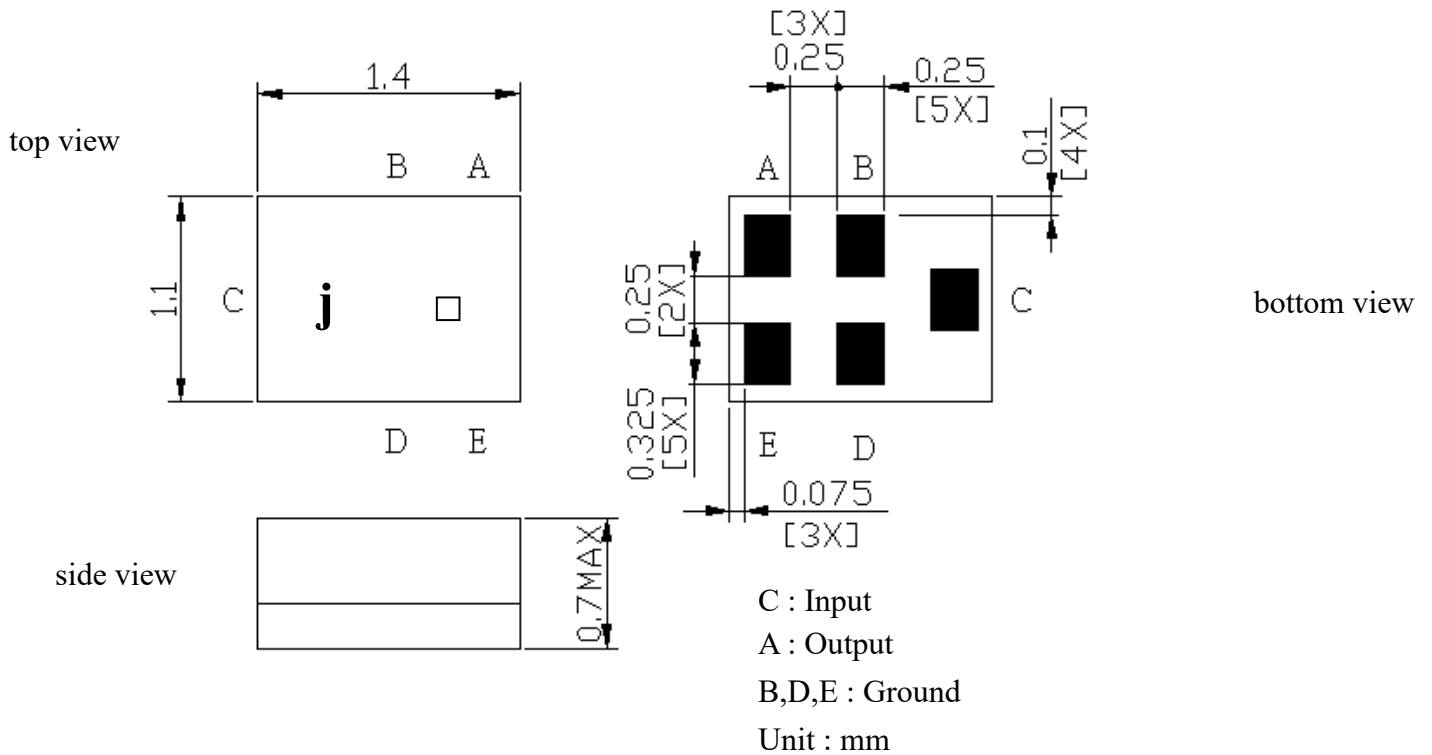 [3X]
0.25
0.25
[5X]
1.4
top view
B A
0.1
[4X]
A B
1.1
C
j
0.25
[2X]
C
bottom view
0.325
[5X]
D E
E D
0.075
[3X]
side view
0.7MAX
C : Input
A : Output
B,D,E : Ground
Unit : mm